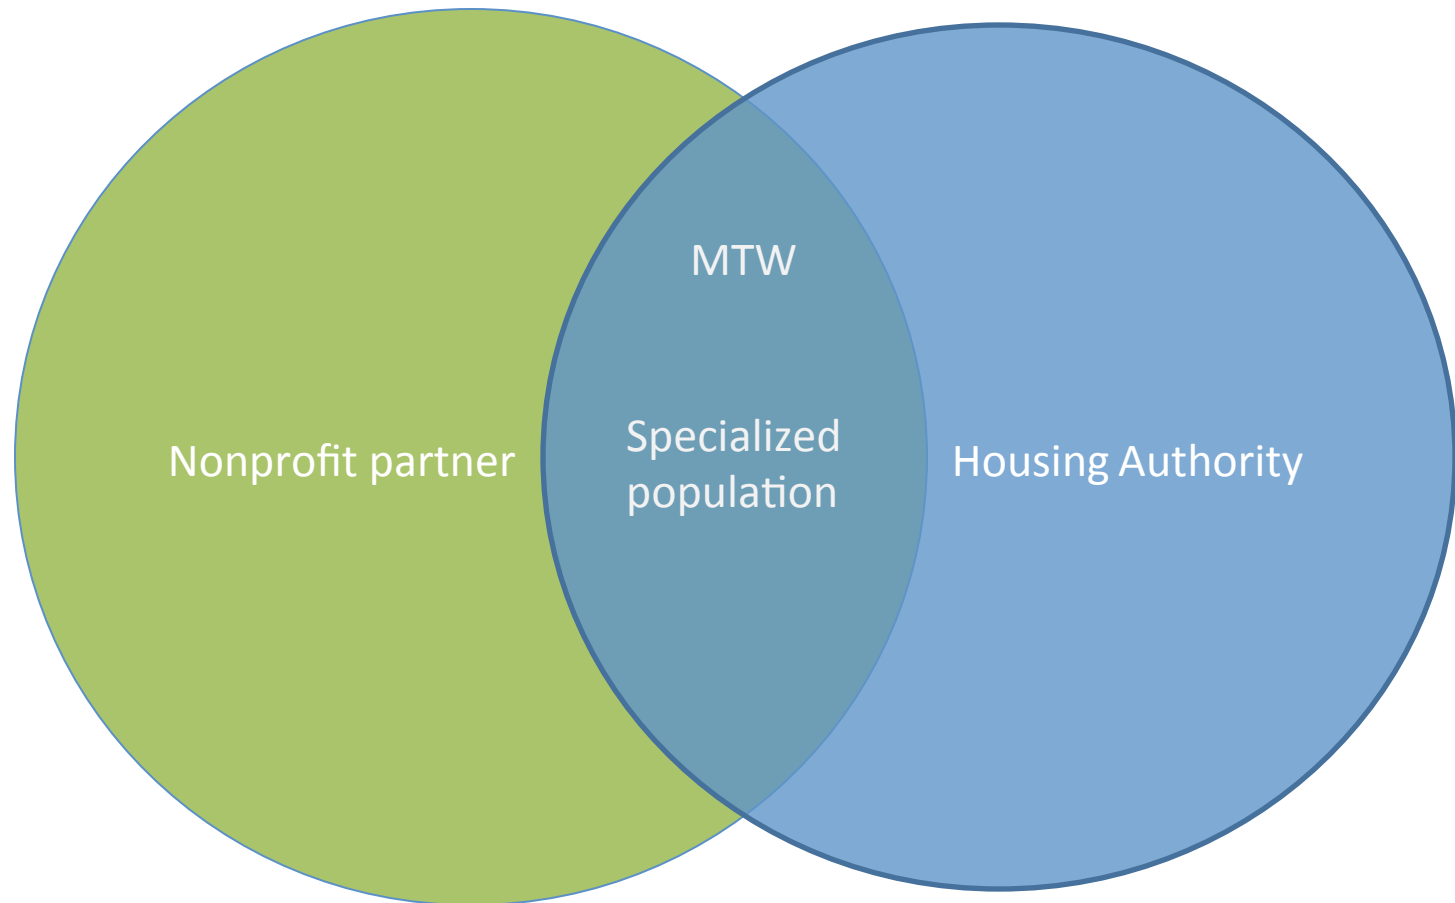 MTW
Specialized
population
Nonprofit partner
Housing Authority